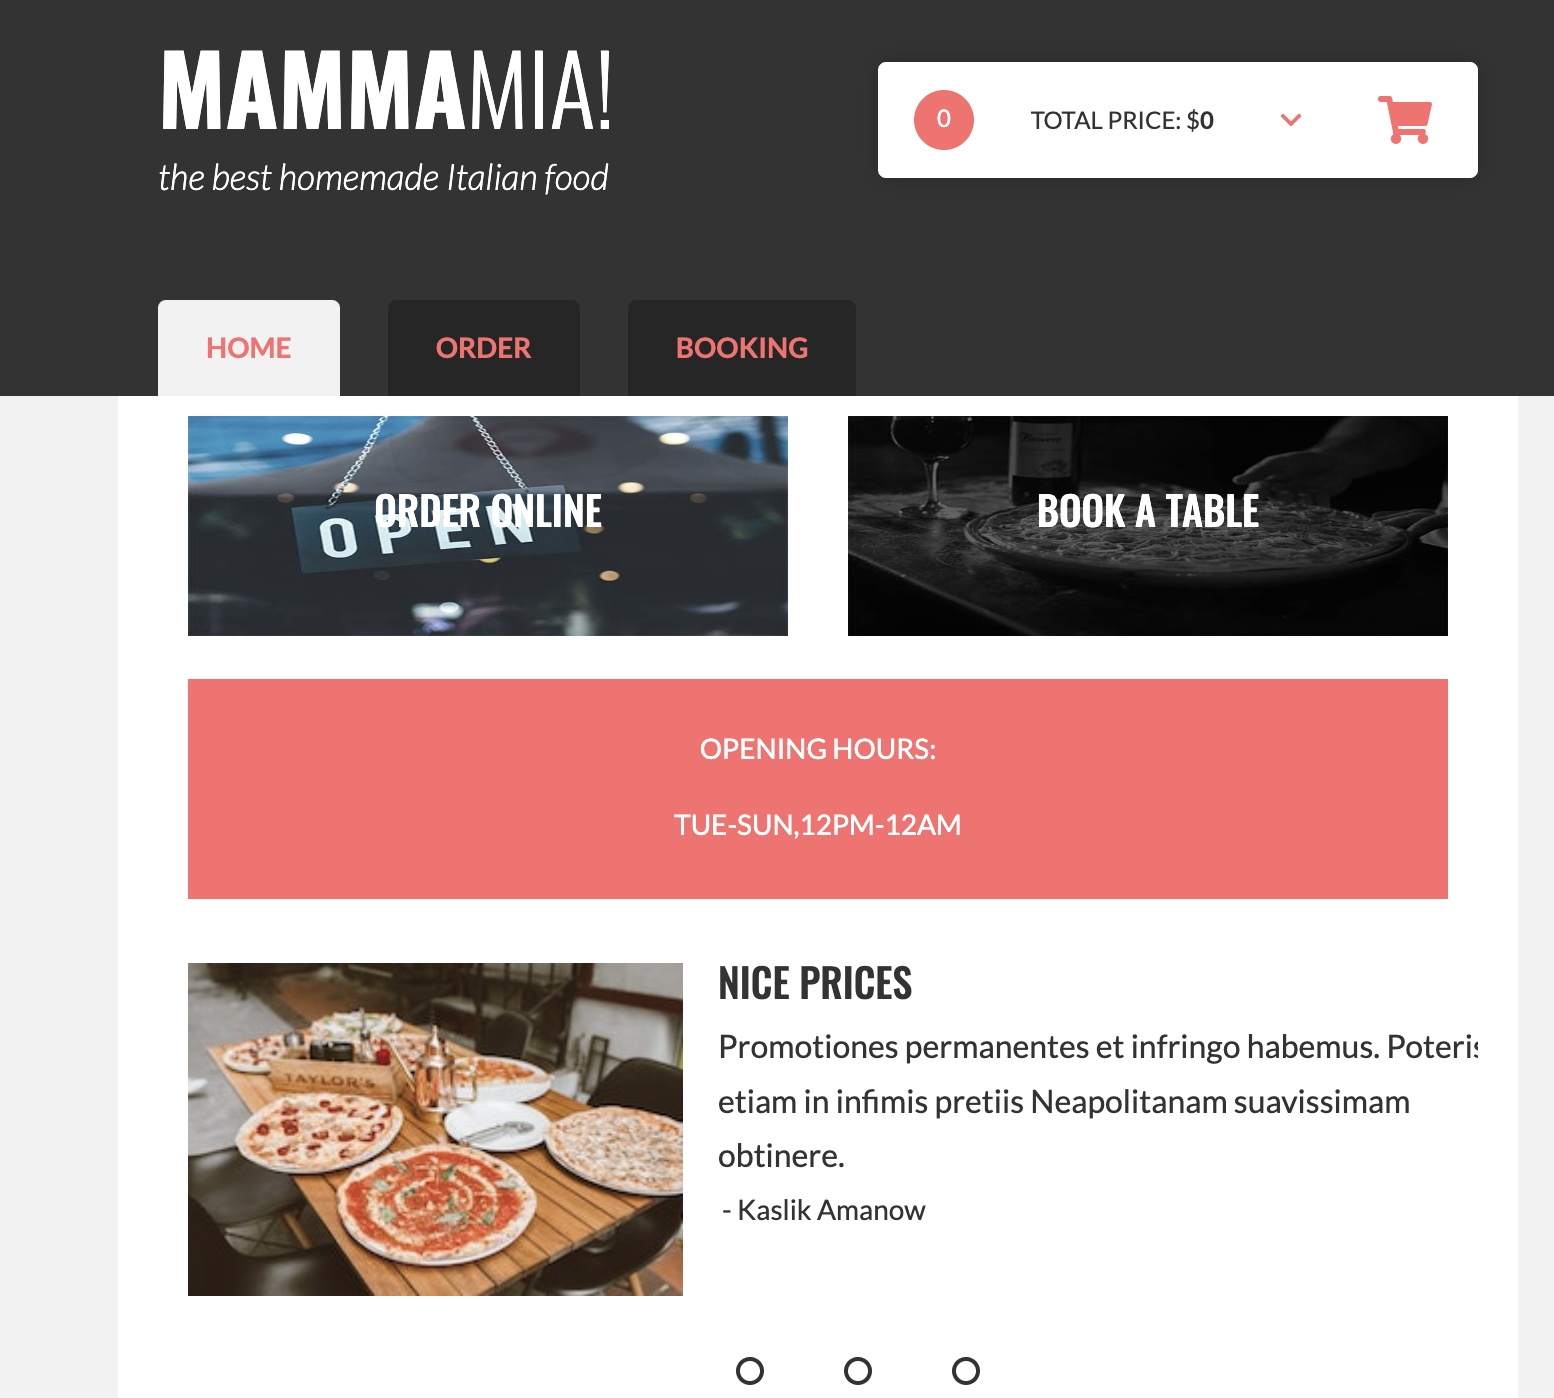 MAMMAMIA!
the best homemade Italian food
0
TOTAL PRICE: $0
HOME
ORDER
BOOKING
ORDER ONLINE
OPEN
BOOK A TABLE
OPENING HOURS:
TUE-SUN,12PM-12AM
TAYLOR'S
NICE PRICES
Promotiones permanentes et infringo habemus. Poteris
etiam in infimis pretiis Neapolitanam suavissimam
obtinere.
- Kaslik Amanow